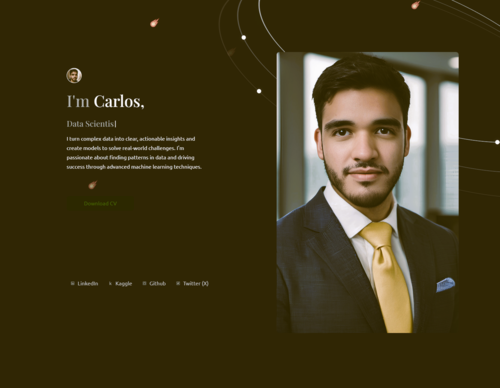 I'm Carlos,
Data Scientis|
I turn complex data into clear, actionable insights and
create models to solve real-world challenges. I'm
passionate about finding patterns in data and driving
success through advanced machine learning techniques.
Download CV
LinkedIn Kaggle Github Twitter (X)